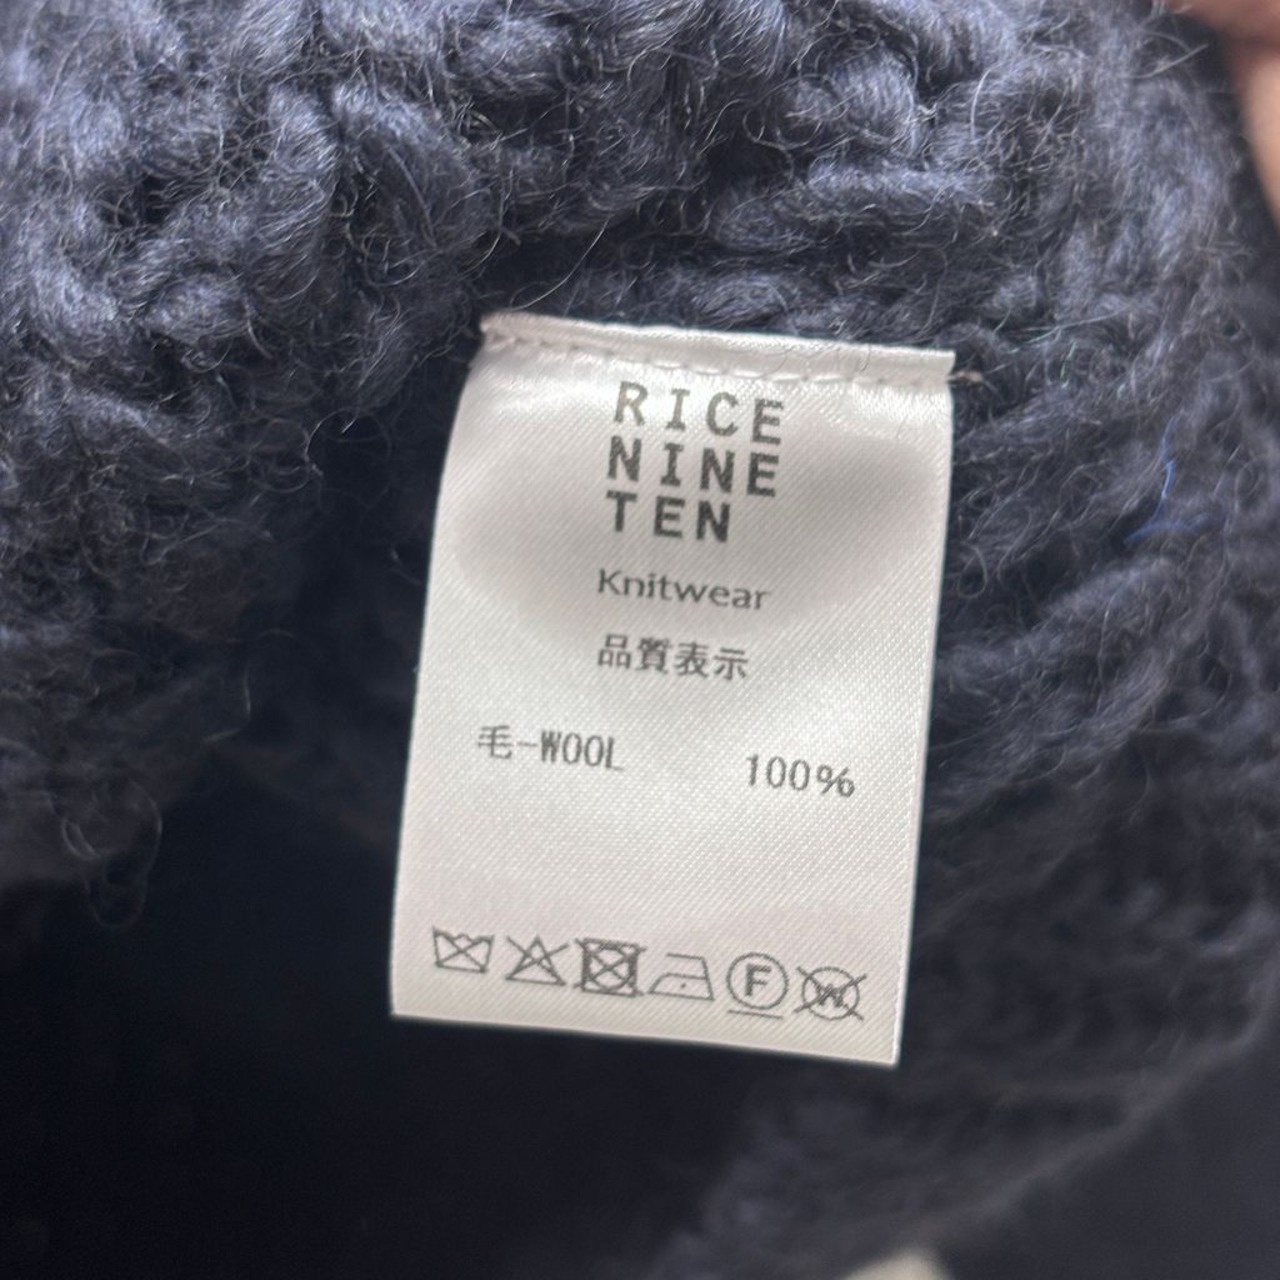 RICE
NINE
TEN
Knitwear
品質表示
毛-WOOL 100%
F W